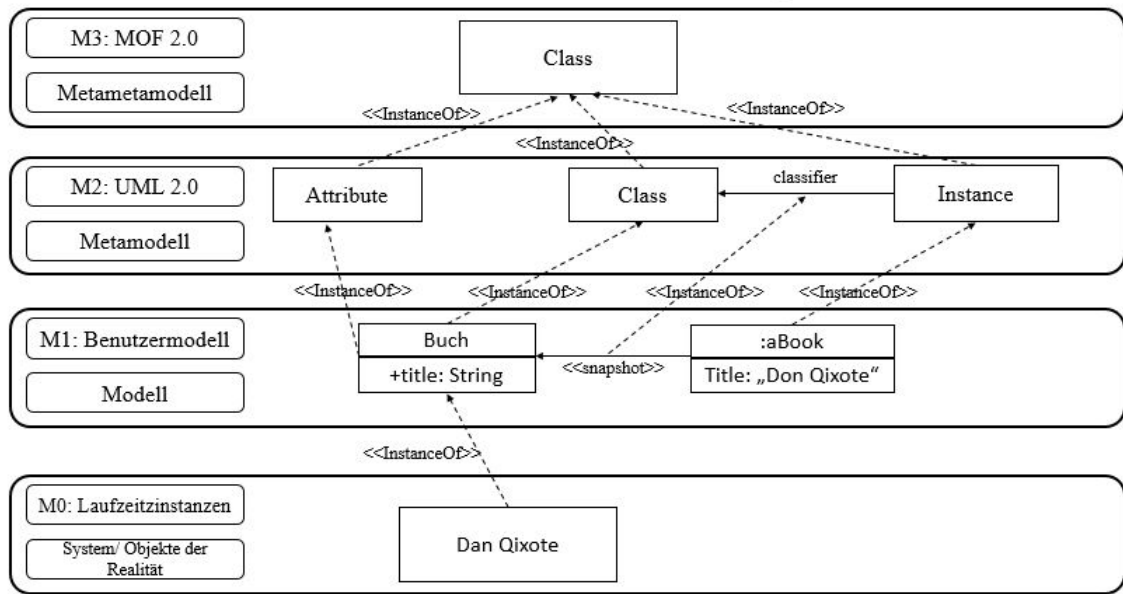 M3: MOF 2.0
Metametamodell
Class
<<InstanceOf>>
<<InstanceOf>>
<<InstanceOf>>
M2: UML 2.0
Metamodell
Attribute
Class
classifier
Instance
<<InstanceOf>>
<<InstanceOf>>
<<InstanceOf>>
<<InstanceOf>>
M1: Benutzermodell
Modell
Buch
+title: String
<<snapshot>>
:aBook
Title: „Don Qixote“
<<InstanceOf>>
M0: Laufzeitzinstanzen
System/ Objekte der
Realität
Dan Qixote